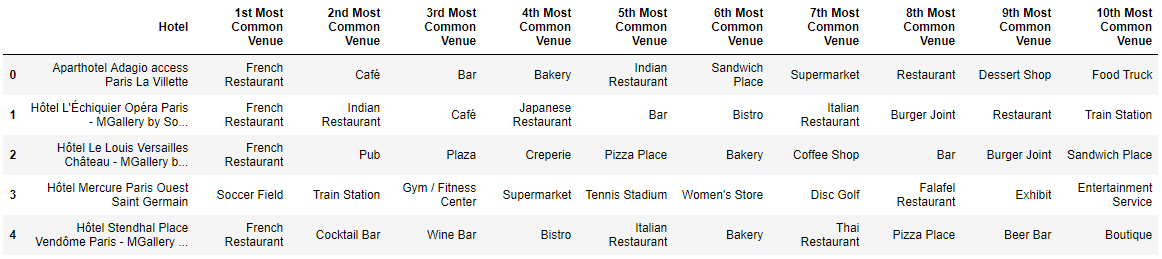 Hotel 1st Most Common Venue 2nd Most Common Venue 3rd Most Common Venue 4th Most Common Venue 5th Most Common Venue 6th Most Common Venue 7th Most Common Venue 8th Most Common Venue 9th Most Common Venue 10th Most Common Venue
0 Aparthotel Adagio access Paris La Villette French Restaurant Café Bar Bakery Indian Restaurant Sandwich Place Supermarket Restaurant Dessert Shop Food Truck
1 Hôtel L'Échiquier Opéra Paris - MGallery by So... French Restaurant Indian Restaurant Café Japanese Restaurant Bar Bistro Italian Restaurant Burger Joint Restaurant Train Station
2 Hôtel Le Louis Versailles Château - MGallery b... French Restaurant Pub Plaza Creperie Pizza Place Bakery Coffee Shop Bar Burger Joint Sandwich Place
3 Hôtel Mercure Paris Ouest Saint Germain Soccer Field Train Station Gym / Fitness Center Supermarket Tennis Stadium Women's Store Disc Golf Falafel Restaurant Exhibit Entertainment Service
4 Hôtel Stendhal Place Vendôme Paris - MGallery ... French Restaurant Cocktail Bar Wine Bar Bistro Italian Restaurant Bakery Thai Restaurant Pizza Place Beer Bar Boutique